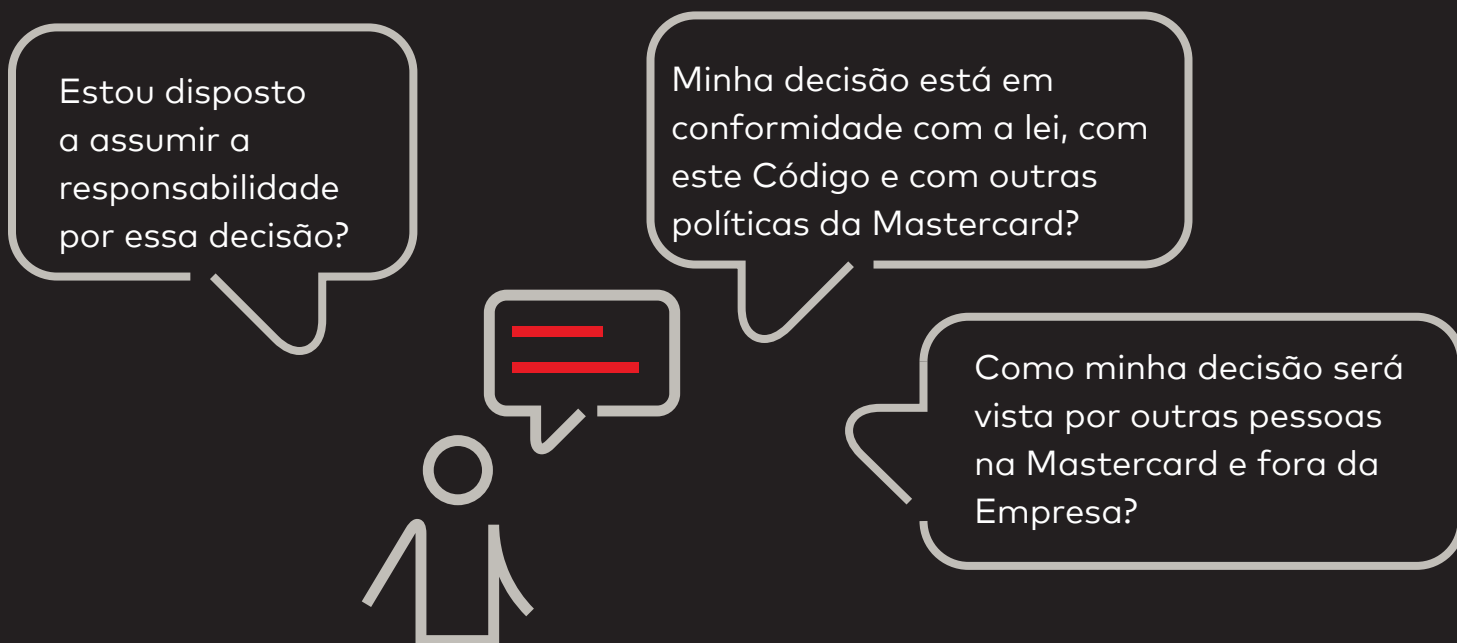 Estou disposto
a assumir a
responsabilidade
por essa decisão?
Minha decisão está em
conformidade com a lei, com
este Código e com outras
políticas da Mastercard?
Como minha decisão será
vista por outras pessoas
na Mastercard e fora da
Empresa?